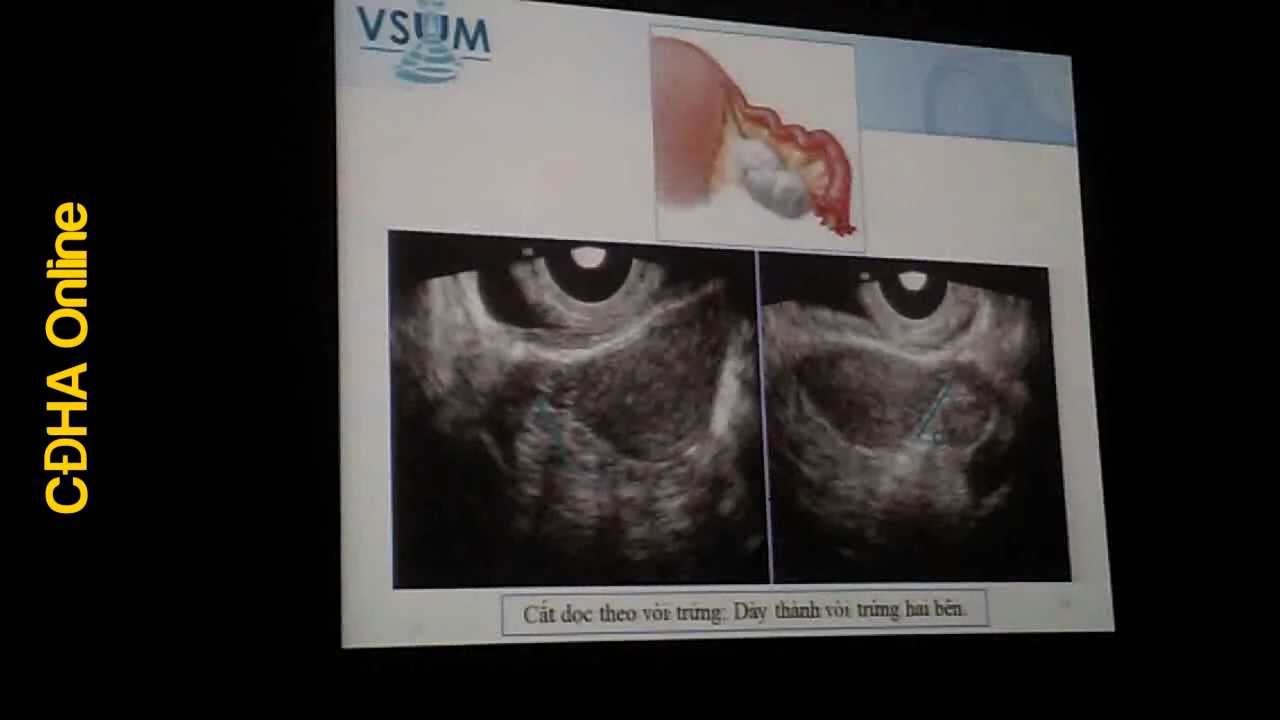 VSUM
CĐHA Online
Cắt dọc theo vòi trứng: Dày thành vòi trứng hai bên.